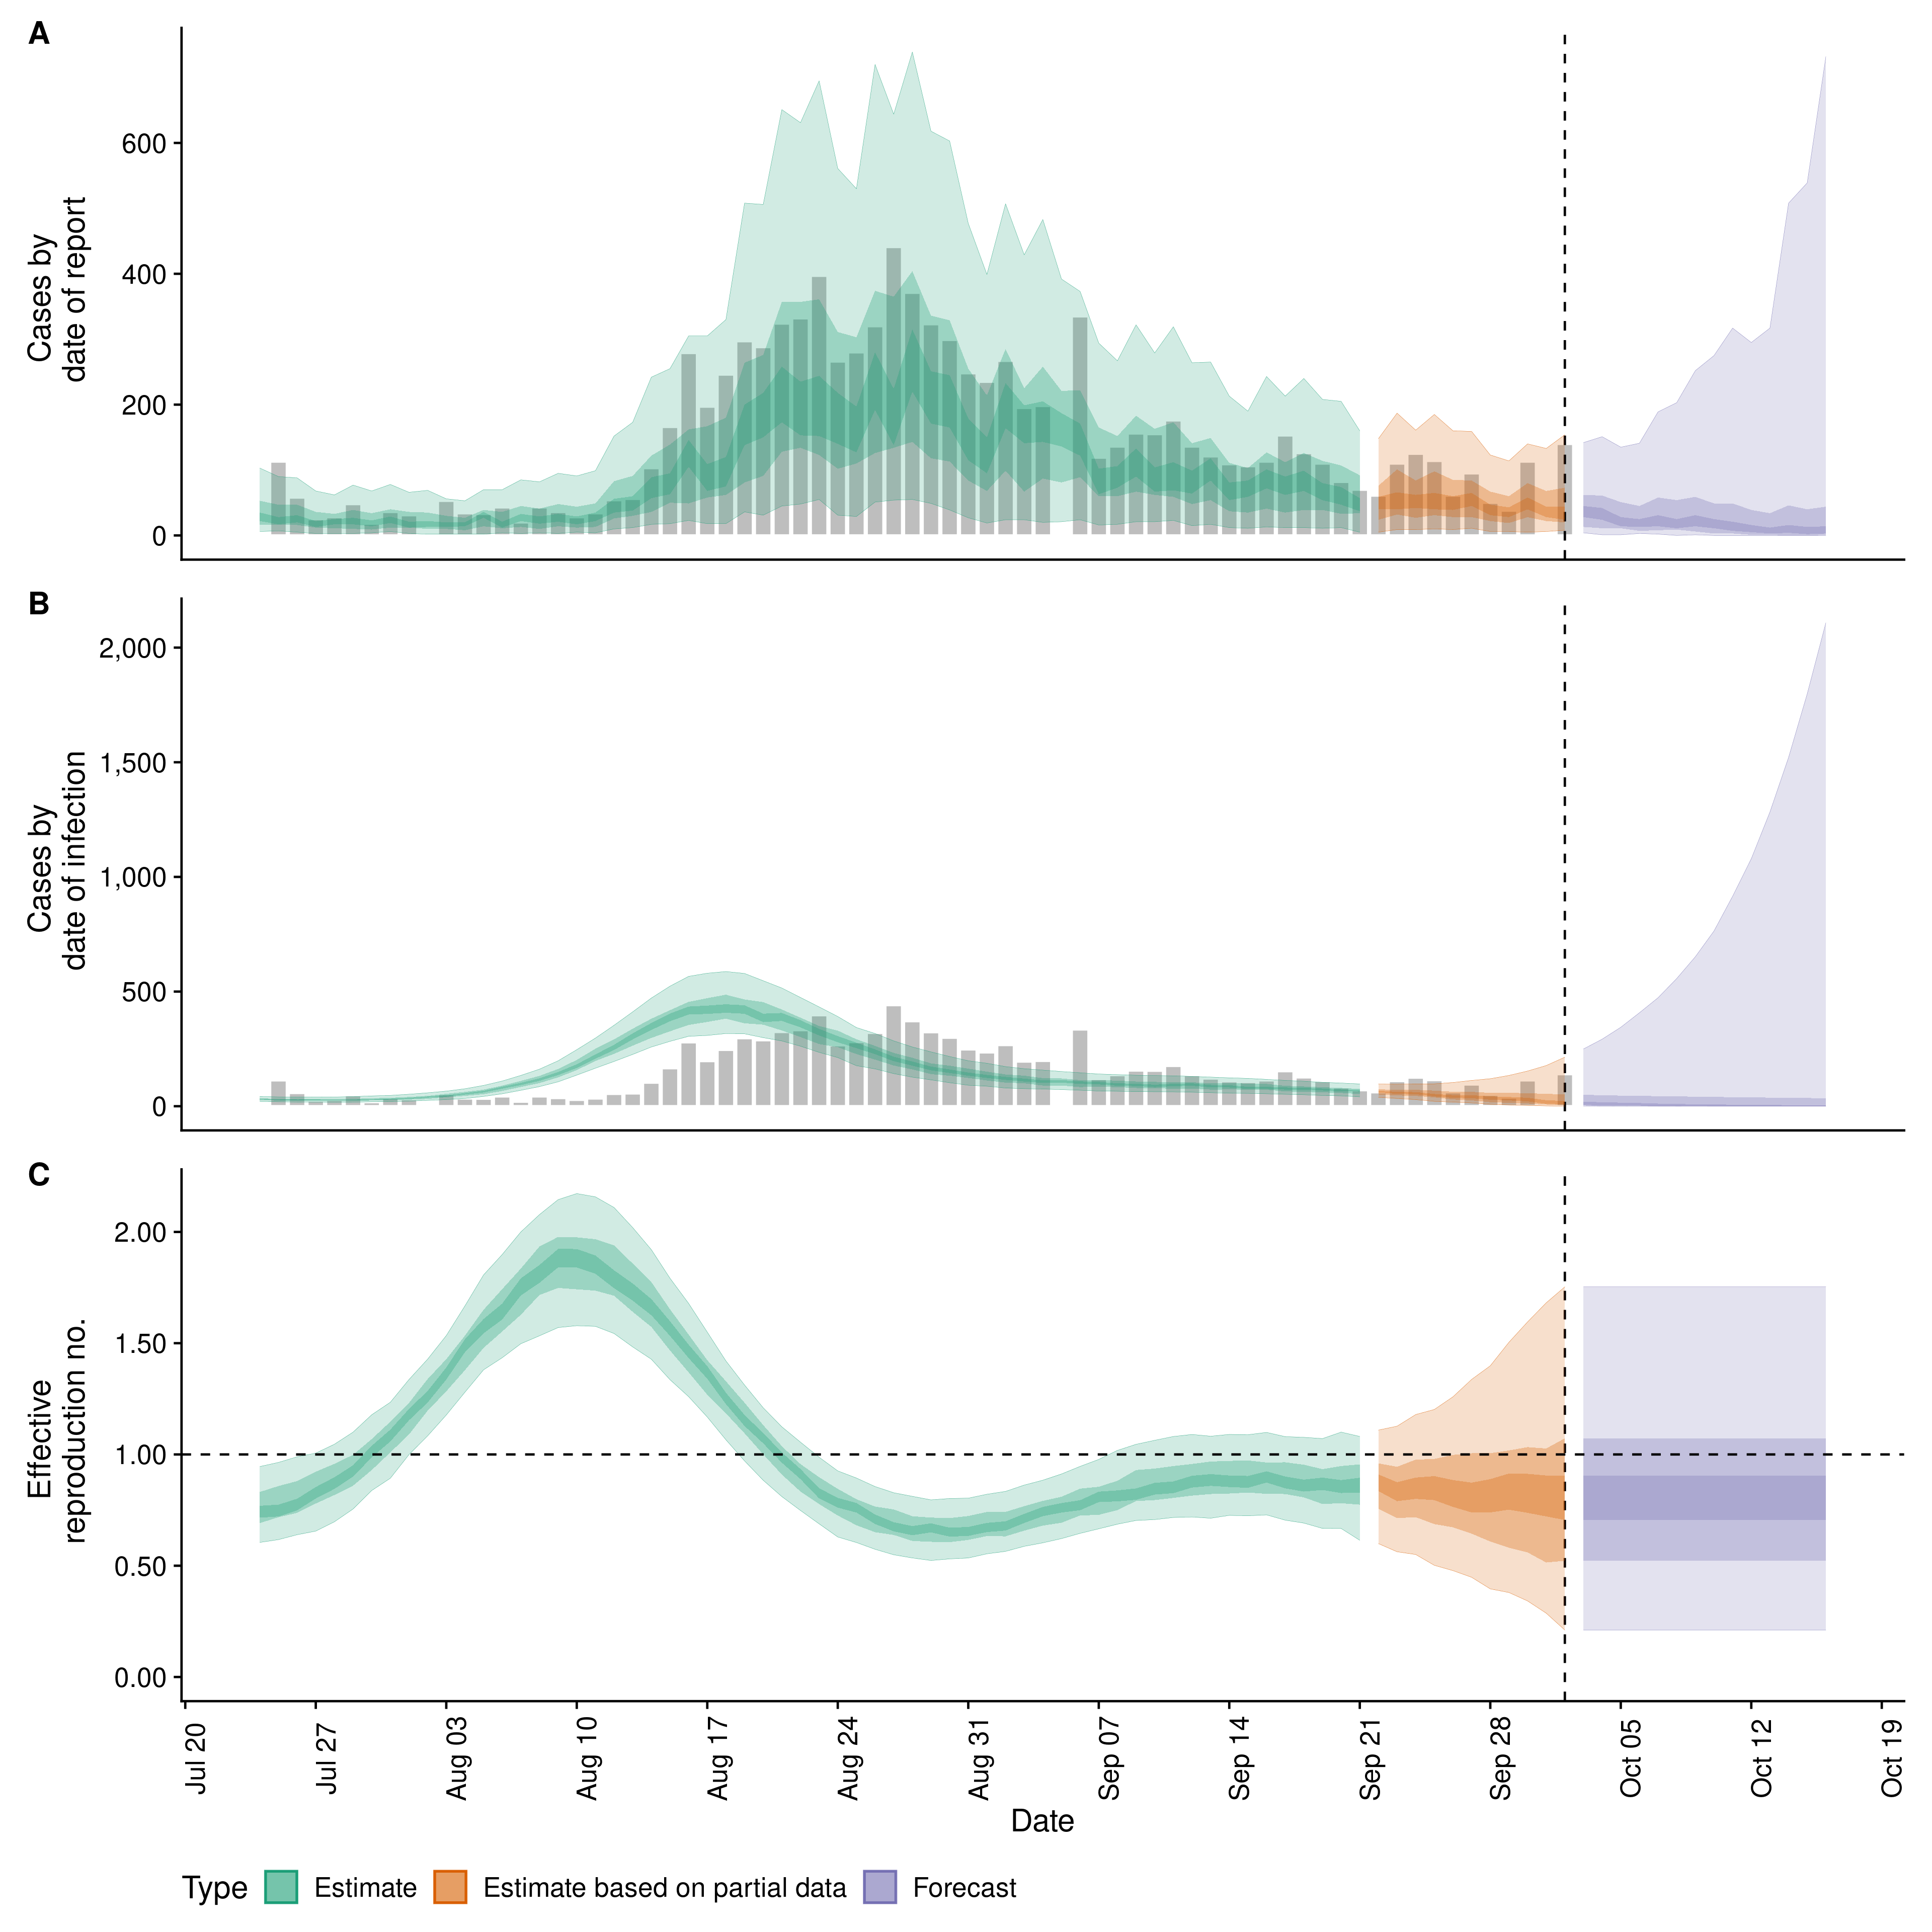 A
Cases by
date of report
600
400
200
0
B
Cases by
date of infection
2,000
1,500
1,000
500
0
C
Effective
reproduction no.
2.00
1.50
1.00
0.50
0.00
Jul 20
Jul 27
Aug 03
Aug 10
Aug 17
Aug 24
Aug 31
Sep 07
Sep 14
Sep 21
Sep 28
Oct 05
Oct 12
Oct 19
Date
Type Estimate Estimate based on partial data Forecast